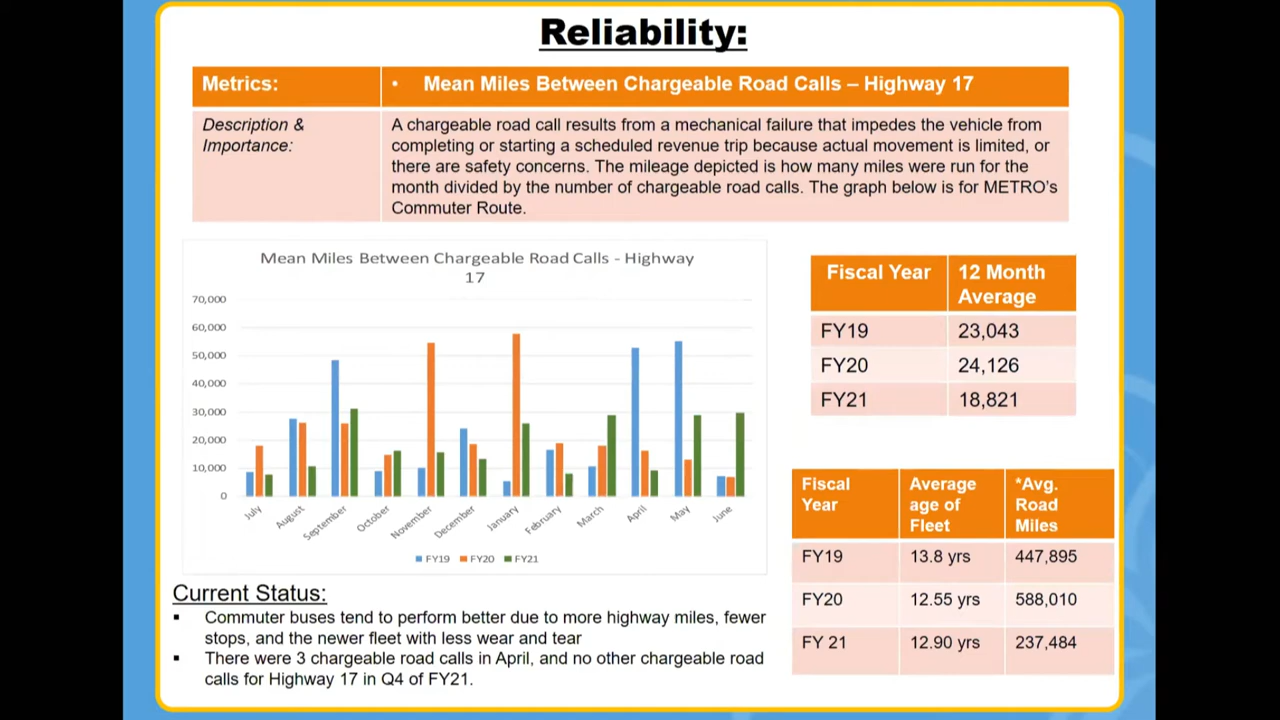 Reliability:
Metrics:
• Mean Miles Between Chargeable Road Calls – Highway 17
Description &
Importance:
A chargeable road call results from a mechanical failure that impedes the vehicle from
completing or starting a scheduled revenue trip because actual movement is limited, or
there are safety concerns. The mileage depicted is how many miles were run for the
month divided by the number of chargeable road calls. The graph below is for METRO's
Commuter Route.
Mean Miles Between Chargeable Road Calls - Highway
17
70,000
60,000
50,000
40,000
30,000
20,000
10,000
0
July
August
September
October
November
December
January
February
March
April
May
June
FY19 FY20 FY21
Fiscal Year
12 Month
Average
FY19 23,043
FY20 24,126
FY21 18,821
Fiscal
Year
Average
age of
Fleet
*Avg.
Road
Miles
FY19 13.8 yrs 447,895
FY20 12.55 yrs 588,010
FY 21 12.90 yrs 237,484
Current Status:
▪ Commuter buses tend to perform better due to more highway miles, fewer
stops, and the newer fleet with less wear and tear
▪ There were 3 chargeable road calls in April, and no other chargeable road
calls for Highway 17 in Q4 of FY21.